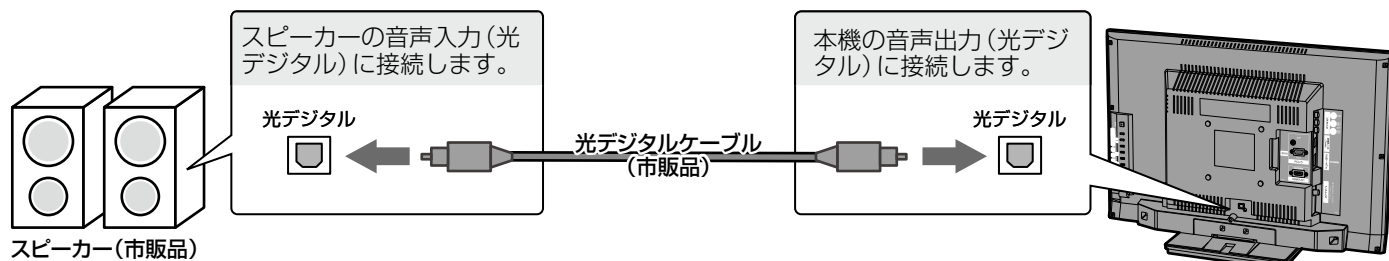 スピーカーの音声入力（光
デジタル）に接続します。
光デジタル
スピーカー（市販品）
光デジタルケーブル
（市販品）
本機の音声出力（光デジ
タル）に接続します。
光デジタル